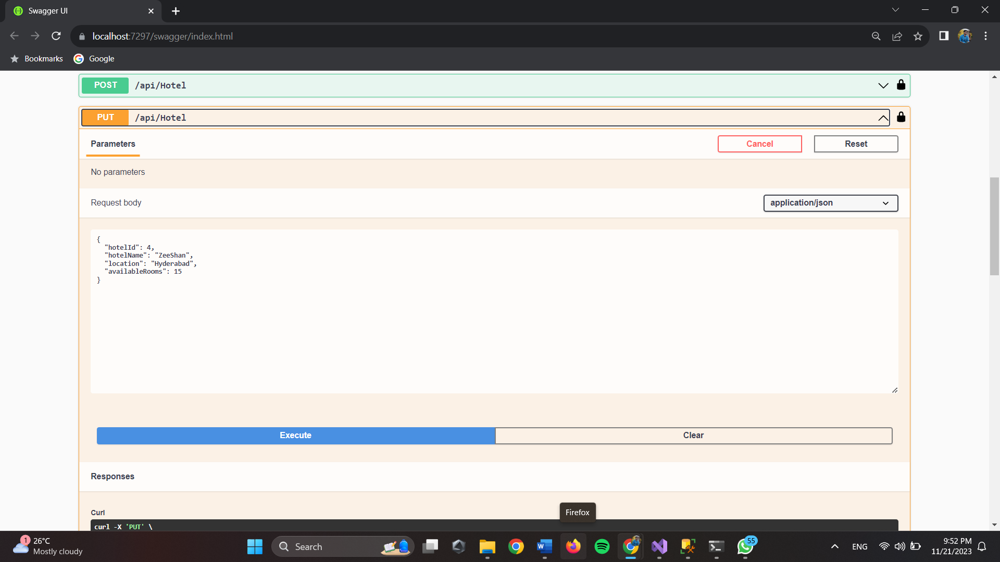 Swagger UI
localhost:7297/swagger/index.html
Bookmarks Google
POST /api/Hotel
PUT /api/Hotel
Parameters Cancel Reset
No parameters
Request body application/json
{
"hotelId": 4,
"hotelName": "ZeeShan",
"location": "Hyderabad",
"availableRooms": 15
}
Execute Clear
Responses
Curl
Firefox
curl -X 'PUT' \
1 26°C
Mostly cloudy
Search
55
ENG
9:52 PM
11/21/2023